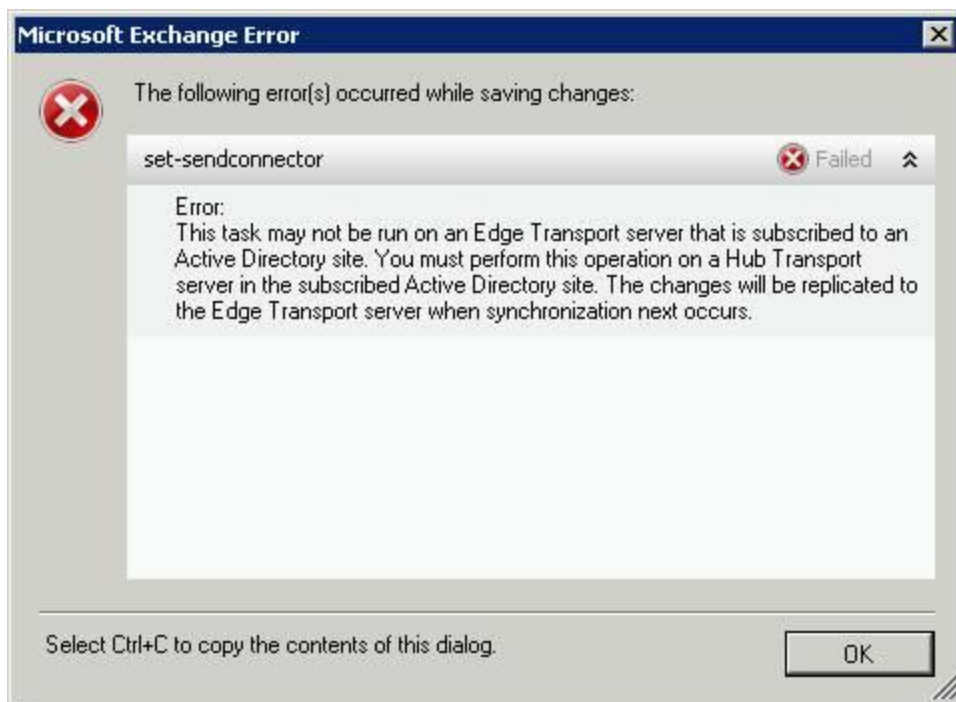 Microsoft Exchange Error
The following error(s) occurred while saving changes:
set-sendconnector
Failed
Error:
This task may not be run on an Edge Transport server that is subscribed to an
Active Directory site. You must perform this operation on a Hub Transport
server in the subscribed Active Directory site. The changes will be replicated to
the Edge Transport server when synchronization next occurs.
Select Ctrl+C to copy the contents of this dialog.
OK